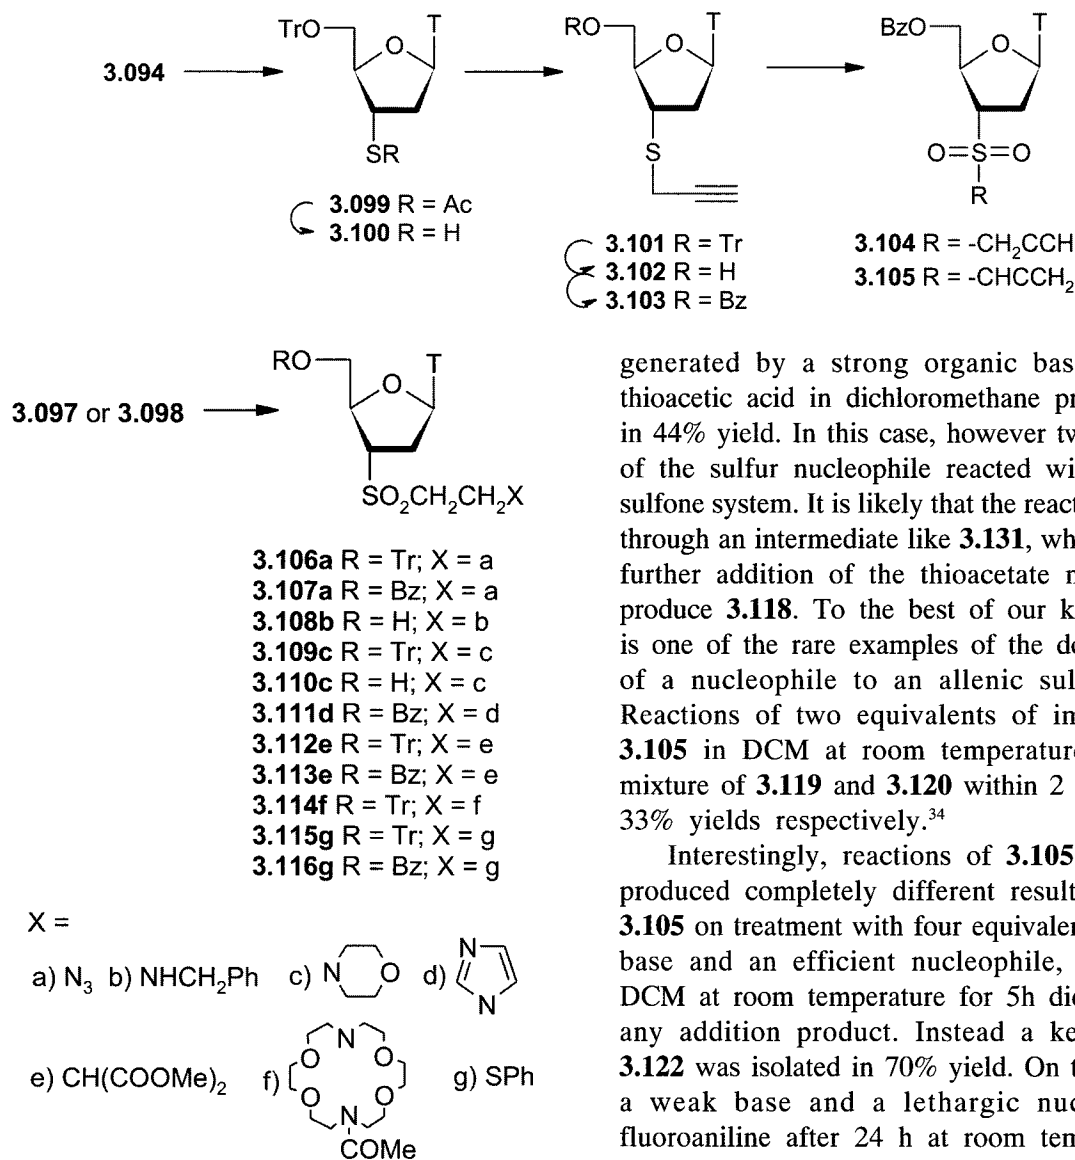 3.094
TrO O T
SR
3.099 R = Ac
3.100 R = H
RO O T
S
3.101 R = Tr
3.102 R = H
3.103 R = Bz
BzO O T
O=S=O
R
3.104 R = -CH₂CCH
3.105 R = -CHCCH₂
3.097 or 3.098
RO O T
SO₂CH₂CH₂X
3.106a R = Tr; X = a
3.107a R = Bz; X = a
3.108b R = H; X = b
3.109c R = Tr; X = c
3.110c R = H; X = c
3.111d R = Bz; X = d
3.112e R = Tr; X = e
3.113e R = Bz; X = e
3.114f R = Tr; X = f
3.115g R = Tr; X = g
3.116g R = Bz; X = g
X =
a) N₃ b) NHCH₂Ph c) N O d) N N
e) CH(COOMe)₂ f) N O O O O N COMe g) SPh
generated by a strong organic bas
thioacetic acid in dichloromethane pr
in 44% yield. In this case, however tw
of the sulfur nucleophile reacted wi
sulfone system. It is likely that the react
through an intermediate like 3.131, wh
further addition of the thioacetate n
produce 3.118. To the best of our k
is one of the rare examples of the de
of a nucleophile to an allenic sul
Reactions of two equivalents of im
3.105 in DCM at room temperature
mixture of 3.119 and 3.120 within 2
33% yields respectively.³⁴
Interestingly, reactions of 3.105
produced completely different result
3.105 on treatment with four equivalen
base and an efficient nucleophile,
DCM at room temperature for 5h did
any addition product. Instead a ke
3.122 was isolated in 70% yield. On t
a weak base and a lethargic nuc
fluoroaniline after 24 h at room tem